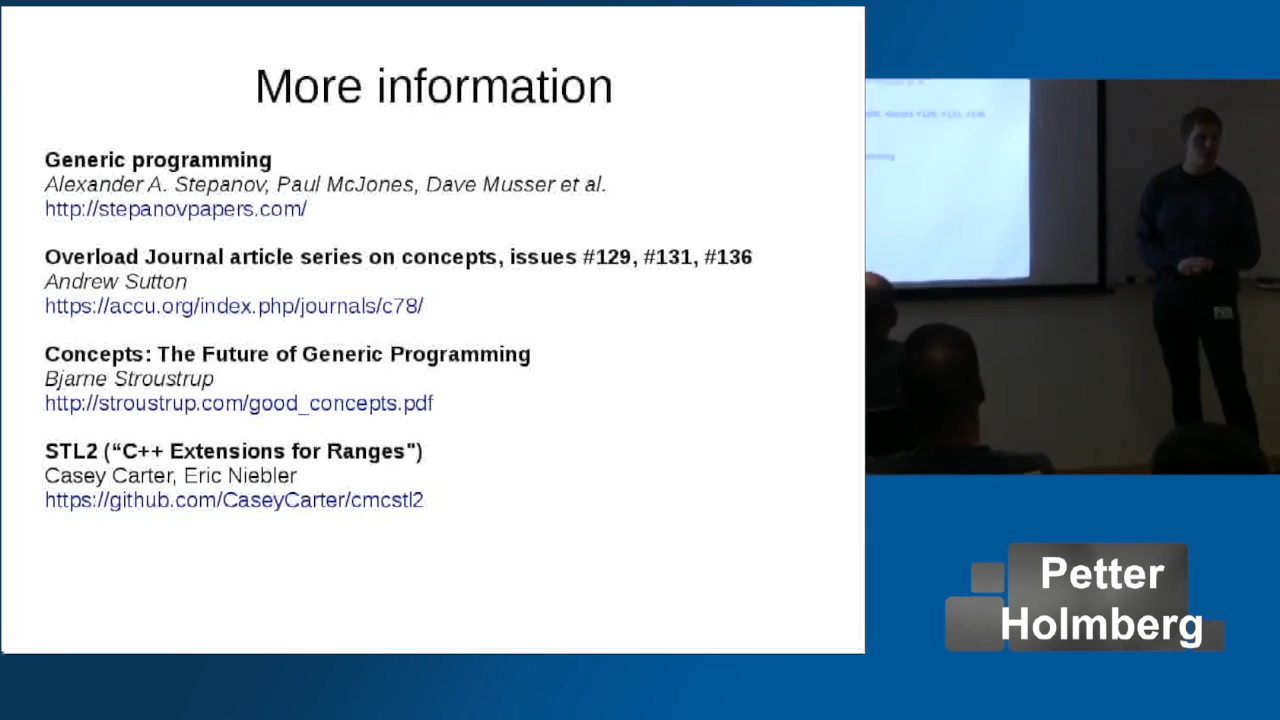 More information
Generic programming
Alexander A. Stepanov, Paul McJones, Dave Musser et al.
http://stepanovpapers.com/
Overload Journal article series on concepts, issues #129, #131, #136
Andrew Sutton
https://accu.org/index.php/journals/c78/
Concepts: The Future of Generic Programming
Bjarne Stroustrup
http://stroustrup.com/good_concepts.pdf
STL2 (“C++ Extensions for Ranges")
Casey Carter, Eric Niebler
https://github.com/CaseyCarter/cmcstl2
Petter
Holmberg